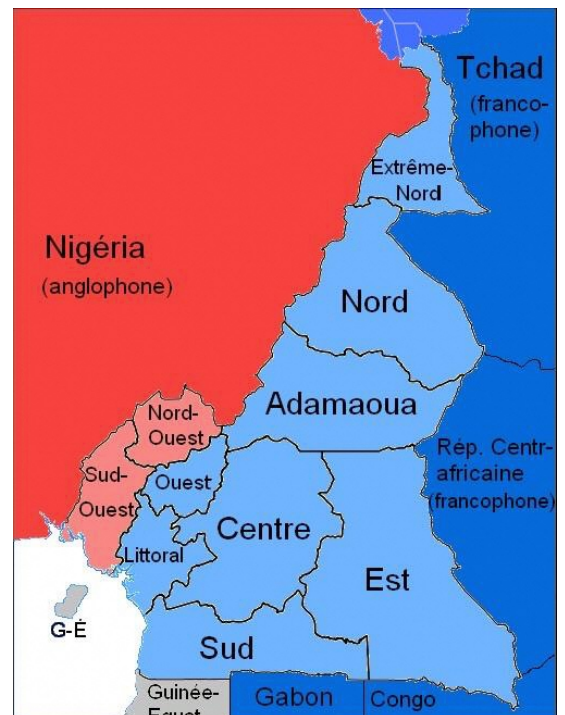 Tchad
(franco-
phone)
Extrême-
Nord
Nigéria
(anglophone)
Nord
Adamaoua
Nord-
Ouest
Sud-
Ouest
Ouest
Rép. Centr-
africaine
(francophone)
Centre
Littoral
Est
G-É
Sud
Guinée-
Equat.
Gabon
Congo